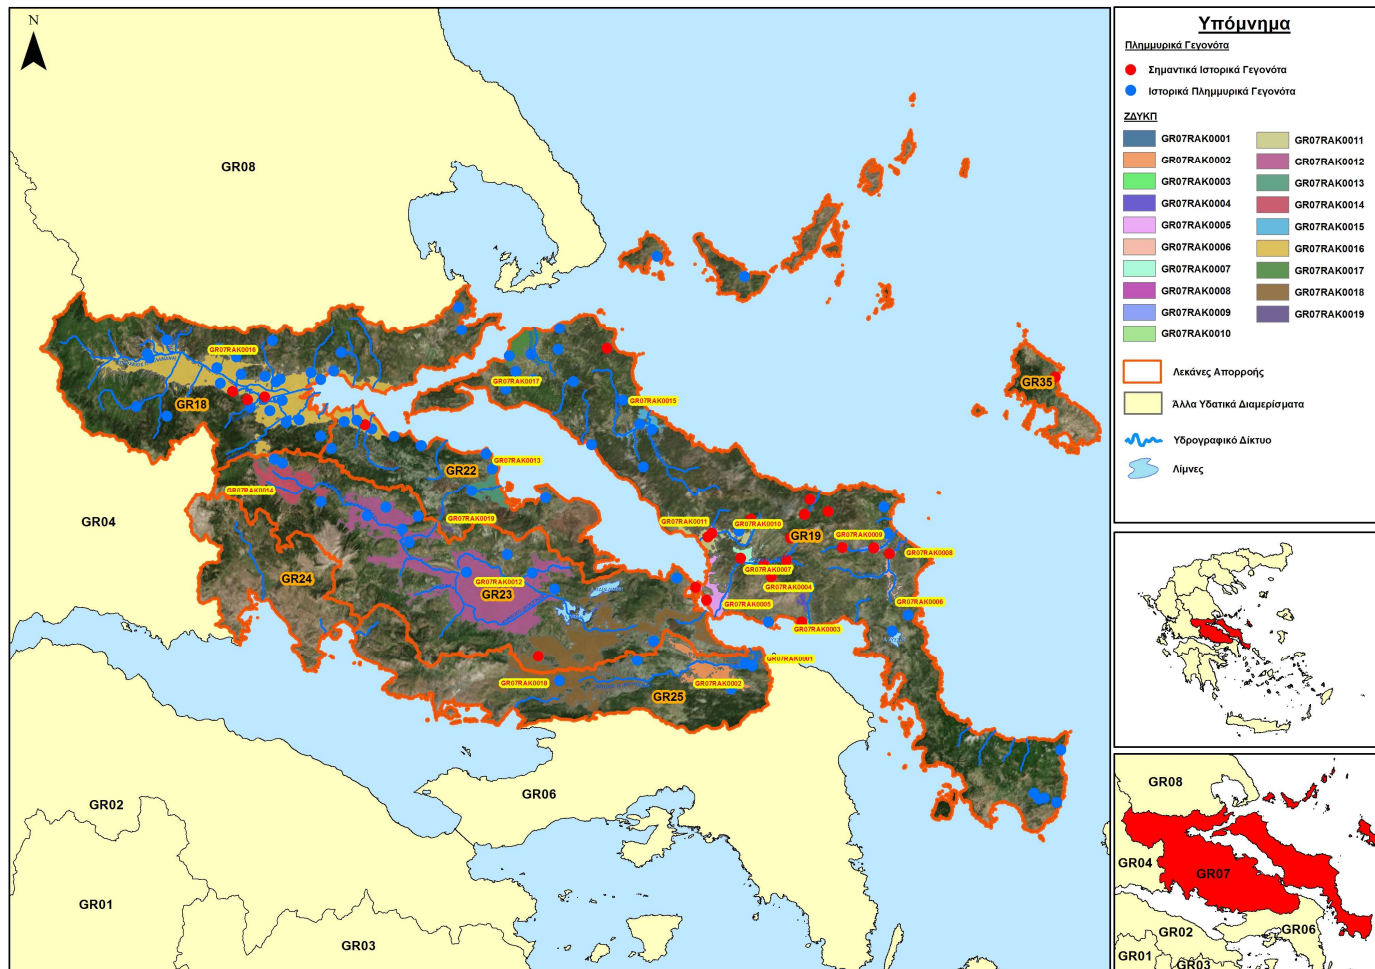 N
GR08
GR07RAK0016
GR18
GR07RAK0017
GR07RAK0015
GR35
GR22
GR07RAK0013
GR07RAK0014
GR04
GR07RAK0019
GR07RAK0011
GR07RAK0010
GR19
GR07RAK0009
GR07RAK0008
GR07RAK0007
GR24
GR07RAK0012
GR23
GR07RAK0004
GR07RAK0005
GR07RAK0006
GR07RAK0003
GR07RAK0001
GR07RAK0018
GR07RAK0002
GR25
GR06
GR02
GR01
GR03
Υπόμνημα
Πλημμυρικά Γεγονότα
Σημαντικά Ιστορικά Γεγονότα
Ιστορικά Πλημμυρικά Γεγονότα
ΖΔΥΚΠ
GR07RAK0001
GR07RAK0002
GR07RAK0003
GR07RAK0004
GR07RAK0005
GR07RAK0006
GR07RAK0007
GR07RAK0008
GR07RAK0009
GR07RAK0010
GR07RAK0011
GR07RAK0012
GR07RAK0013
GR07RAK0014
GR07RAK0015
GR07RAK0016
GR07RAK0017
GR07RAK0018
GR07RAK0019
Λεκάνες Απορροής
Άλλα Υδατικά Διαμερίσματα
Υδρογραφικό Δίκτυο
Λίμνες
GR08
GR04
GR07
GR02
GR06
GR01
GR03